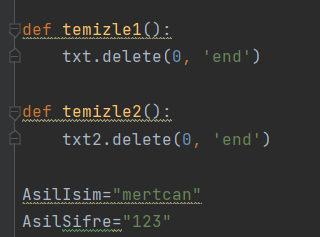 def temizle1():
    txt.delete(0, 'end')
def temizle2():
    txt2.delete(0, 'end')
AsilIsim="mertcan"
AsilSifre="123"